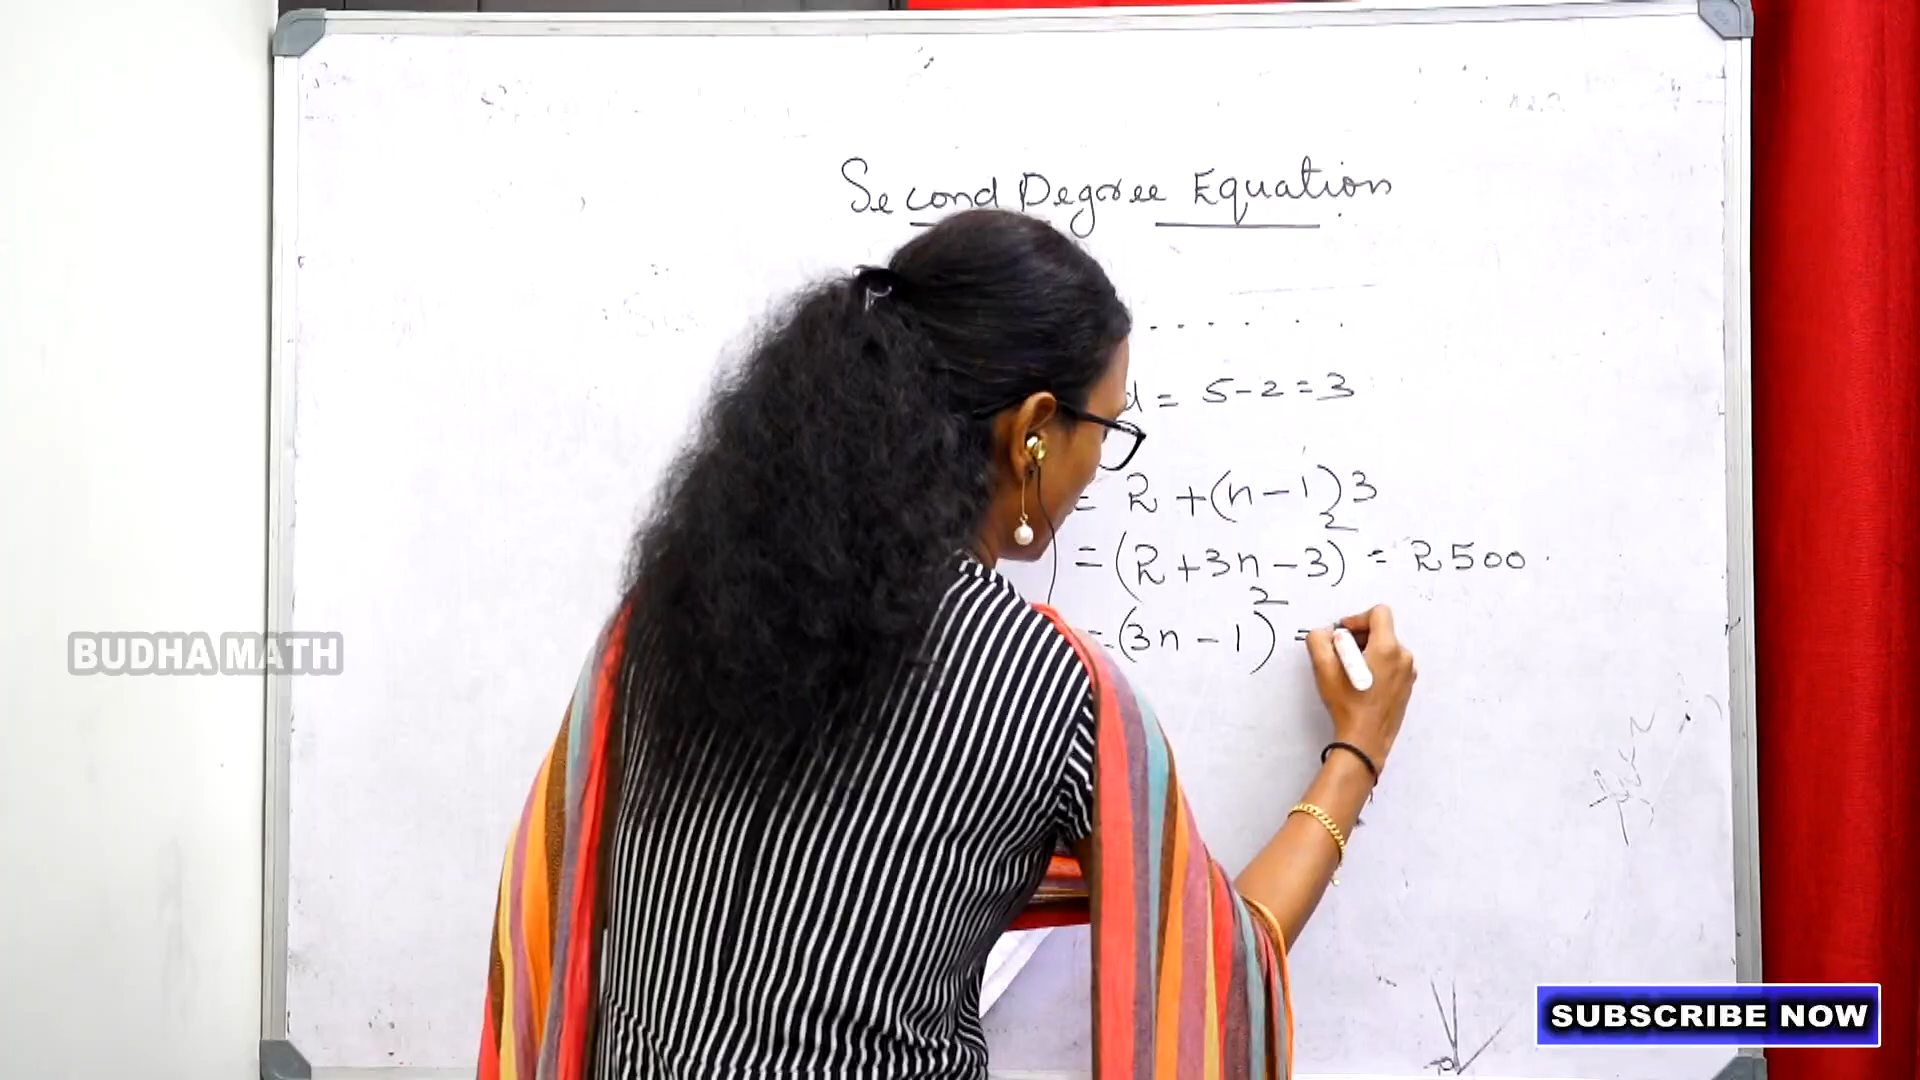 Second Degree Equation
. . . . . .
d = 5-2=3
= 2 +(n-1)3
= (2+3n-3)² = 2500
=(3n-1)² =
BUDHA MATH
SUBSCRIBE NOW